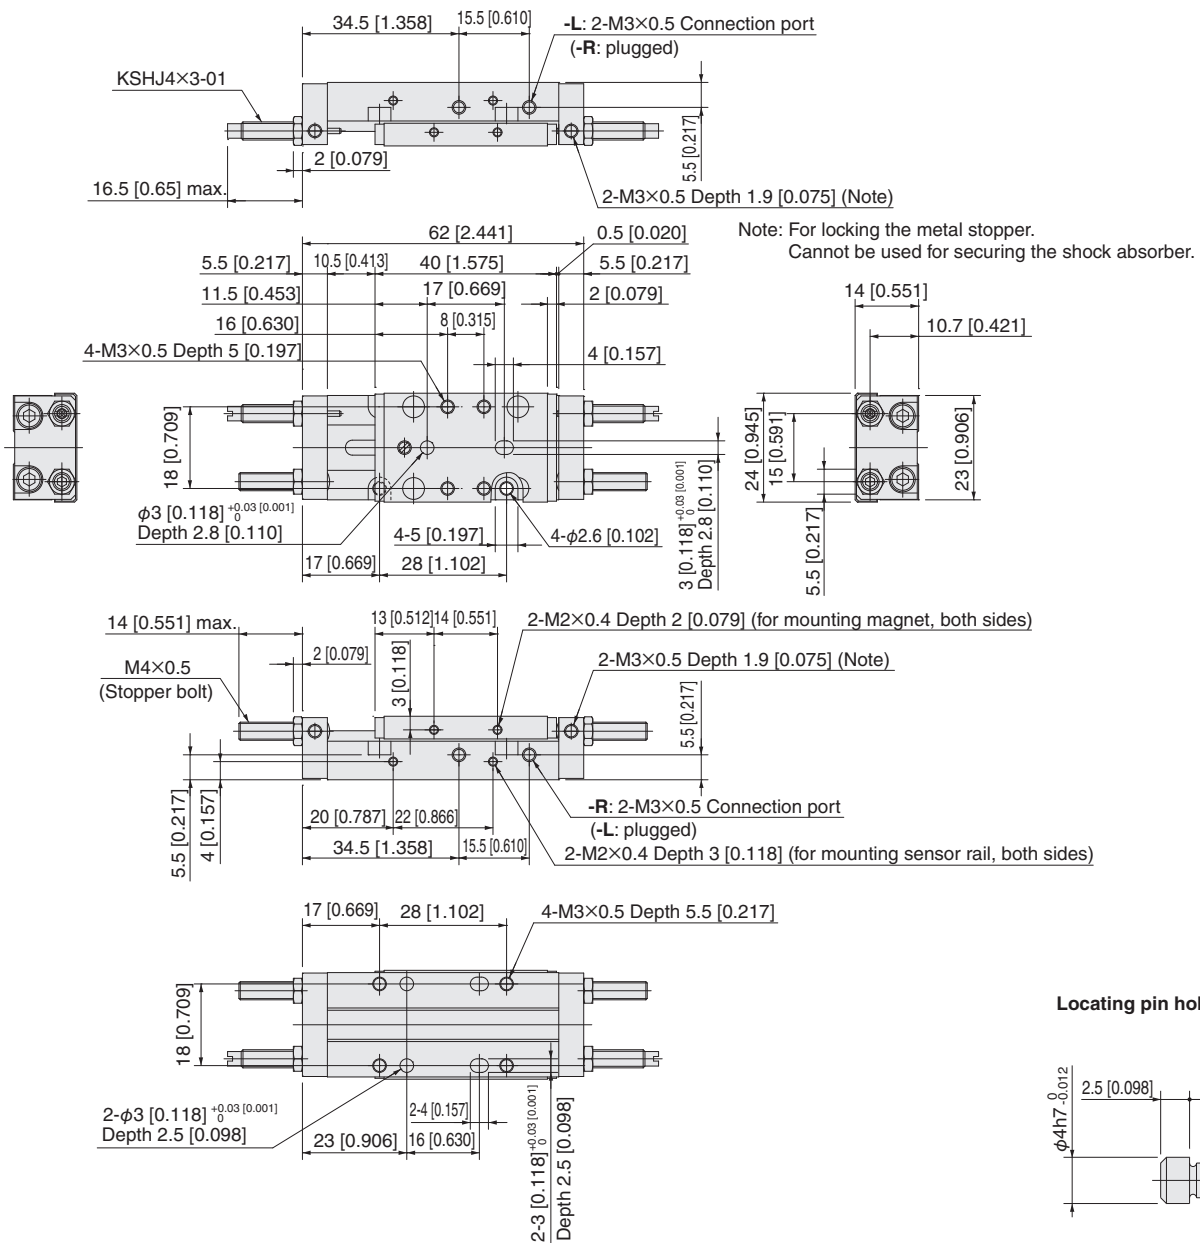 34.5 [1.358]
15.5 [0.610]
-L: 2-M3×0.5 Connection port
(-R: plugged)
KSHJ4×3-01
5.5 [0.217]
2 [0.079]
16.5 [0.65] max.
2-M3×0.5 Depth 1.9 [0.075] (Note)
Note: For locking the metal stopper.
Cannot be used for securing the shock absorber.
62 [2.441]
0.5 [0.020]
5.5 [0.217]
10.5 [0.413]
40 [1.575]
5.5 [0.217]
11.5 [0.453]
17 [0.669]
2 [0.079]
16 [0.630]
8 [0.315]
4-M3×0.5 Depth 5 [0.197]
4 [0.157]
14 [0.551]
10.7 [0.421]
18 [0.709]
24 [0.945]
15 [0.591]
23 [0.906]
5.5 [0.217]
φ3 [0.118] +0.03 [0.001]
0
Depth 2.8 [0.110]
4-5 [0.197]
4-φ2.6 [0.102]
3 [0.118] +0.03 [0.001]
0
Depth 2.8 [0.110]
17 [0.669]
28 [1.102]
14 [0.551] max.
13 [0.512]
14 [0.551]
2-M2×0.4 Depth 2 [0.079] (for mounting magnet, both sides)
2 [0.079]
3 [0.118]
2-M3×0.5 Depth 1.9 [0.075] (Note)
M4×0.5
(Stopper bolt)
5.5 [0.217]
5.5 [0.217]
4 [0.157]
20 [0.787]
22 [0.866]
-R: 2-M3×0.5 Connection port
(-L: plugged)
34.5 [1.358]
15.5 [0.610]
2-M2×0.4 Depth 3 [0.118] (for mounting sensor rail, both sides)
17 [0.669]
28 [1.102]
4-M3×0.5 Depth 5.5 [0.217]
18 [0.709]
2-φ3 [0.118] +0.03 [0.001]
0
Depth 2.5 [0.098]
2-4 [0.157]
23 [0.906]
16 [0.630]
2-3 [0.118] +0.03 [0.001]
0
Depth 2.5 [0.098]
Locating pin hol
φ4h7 0
-0.012
2.5 [0.098]